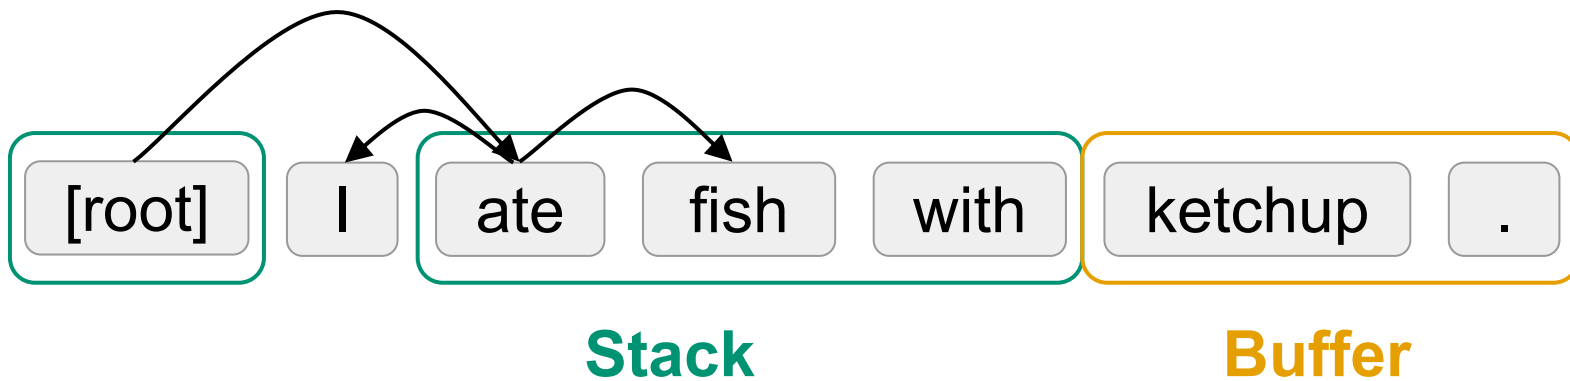 [root] I ate fish with ketchup .
Stack Buffer